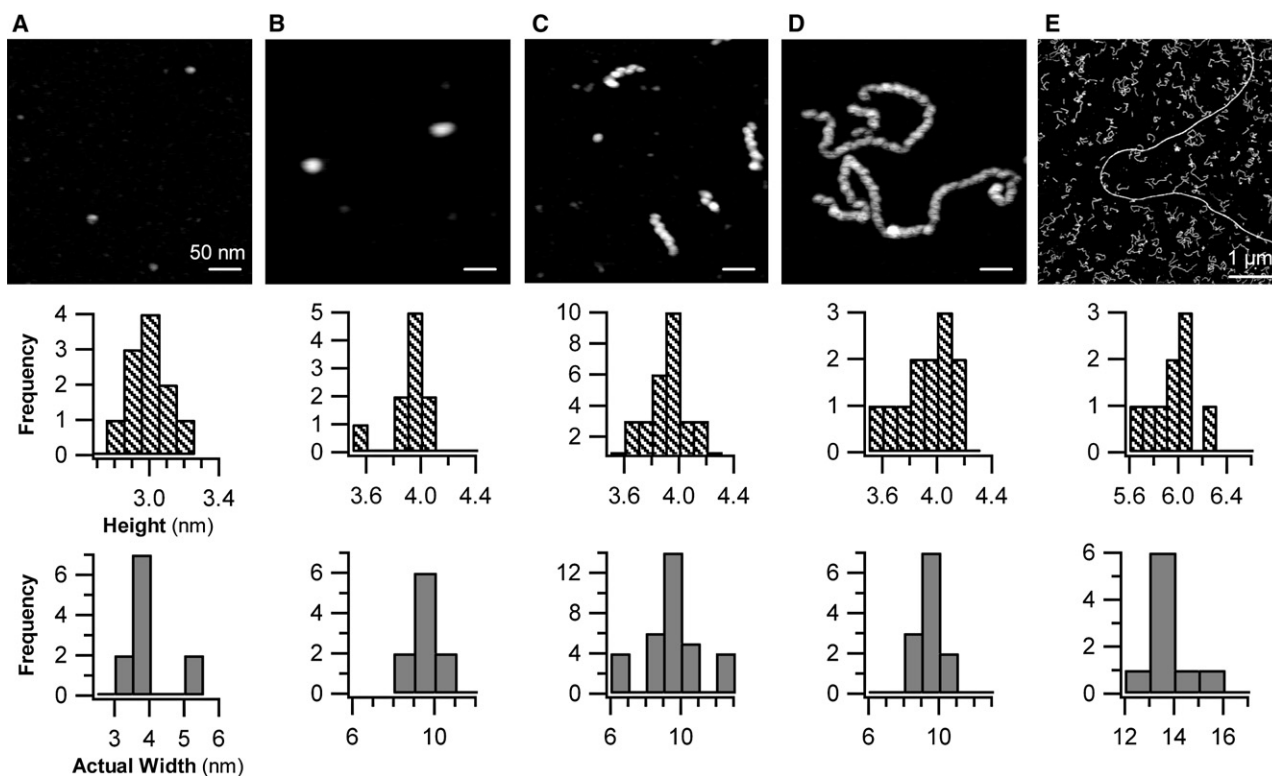 A B C D E
50 nm
1 µm
4 5 10 3 3
3 4 8 2 2
2 3 6 1 1
1 2 4 0 0
0 1 2
0
Frequency
3.0 3.4 3.6 4.0 4.4 3.6 4.0 4.4 3.6 4.0 4.4 5.6 6.0 6.4
Height (nm)
6 6 12 6 6
4 4 8 4 4
2 2 4 2 2
0 0 0 0 0
Frequency
3 4 5 6 6 10 6 10 6 10 12 14 16
Actual Width (nm)